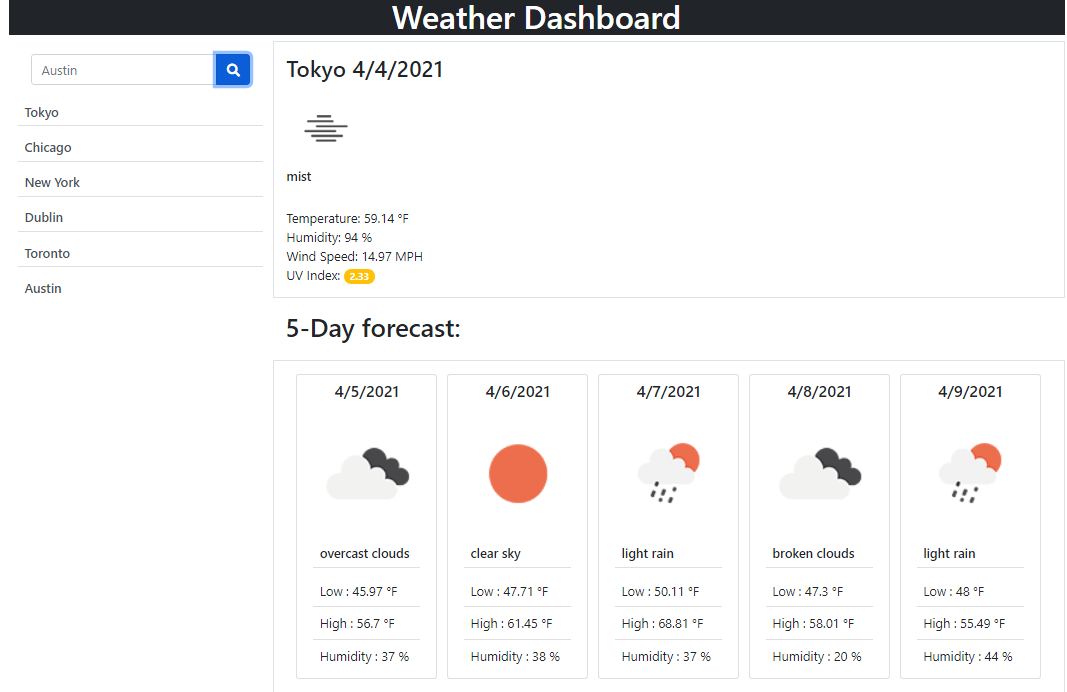 Weather Dashboard
Austin
Tokyo
Chicago
New York
Dublin
Toronto
Austin
Tokyo 4/4/2021
mist
Temperature: 59.14 °F
Humidity: 94 %
Wind Speed: 14.97 MPH
UV Index: 2.33
5-Day forecast:
4/5/2021
overcast clouds
Low : 45.97 °F
High : 56.7 °F
Humidity : 37 %
4/6/2021
clear sky
Low : 47.71 °F
High : 61.45 °F
Humidity : 38 %
4/7/2021
light rain
Low : 50.11 °F
High : 68.81 °F
Humidity : 37 %
4/8/2021
broken clouds
Low : 47.3 °F
High : 58.01 °F
Humidity : 20 %
4/9/2021
light rain
Low : 48 °F
High : 55.49 °F
Humidity : 44 %